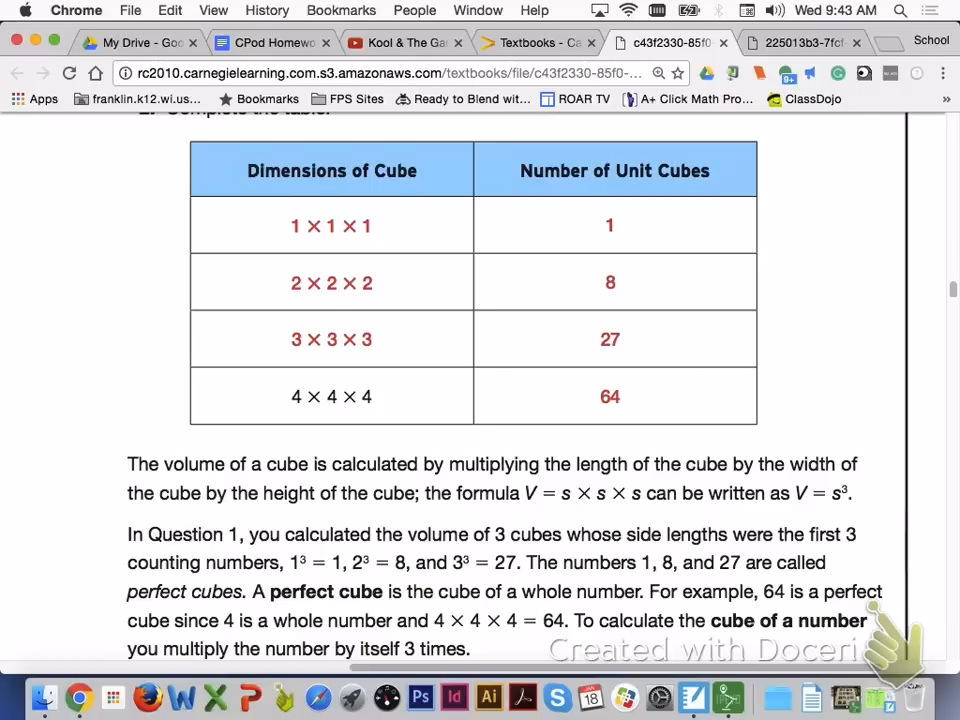 Chrome File Edit View History Bookmarks People Window Help Wed 9:43 AM
My Drive - Goo CPod Homewo Kool & The Ga Textbooks - Ca c43f2330-85f0 225013b3-7fcf School
rc2010.carnegielearning.com.s3.amazonaws.com/textbooks/file/c43f2330-85f0-...
Apps franklin.k12.wi.us... Bookmarks FPS Sites Ready to Blend wit... ROAR TV A+ Click Math Pro... ClassDojo »
2. Complete the table.
Dimensions of Cube Number of Unit Cubes
1 × 1 × 1 1
2 × 2 × 2 8
3 × 3 × 3 27
4 × 4 × 4 64
The volume of a cube is calculated by multiplying the length of the cube by the width of
the cube by the height of the cube; the formula V = s × s × s can be written as V = s³.
In Question 1, you calculated the volume of 3 cubes whose side lengths were the first 3
counting numbers, 1³ = 1, 2³ = 8, and 3³ = 27. The numbers 1, 8, and 27 are called
perfect cubes. A perfect cube is the cube of a whole number. For example, 64 is a perfect
cube since 4 is a whole number and 4 × 4 × 4 = 64. To calculate the cube of a number
you multiply the number by itself 3 times.
Created with Doceri
Ps Id Ai JAN 18